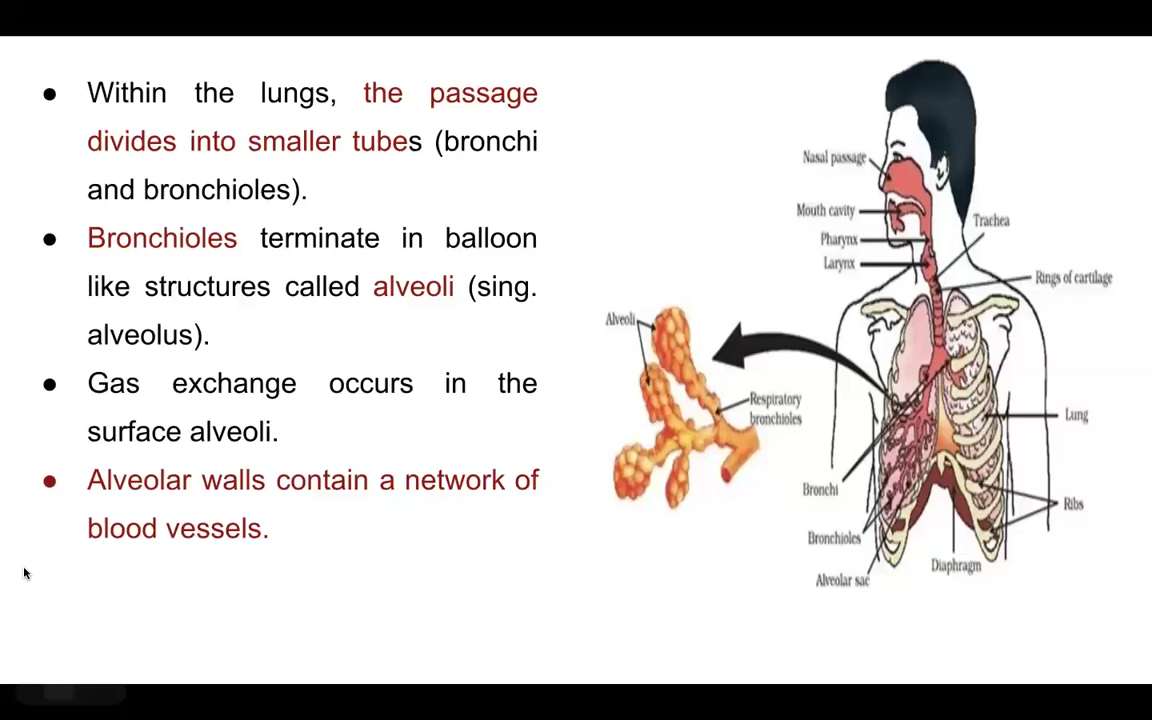 ● Within the lungs, the passage
divides into smaller tubes (bronchi
and bronchioles).
● Bronchioles terminate in balloon
like structures called alveoli (sing.
alveolus).
● Gas exchange occurs in the
surface alveoli.
● Alveolar walls contain a network of
blood vessels.
Nasal passage
Mouth cavity
Pharynx
Larynx
Trachea
Rings of cartilage
Alveoli
Respiratory
bronchioles
Lung
Bronchi
Ribs
Bronchioles
Diaphragm
Alveolar sac